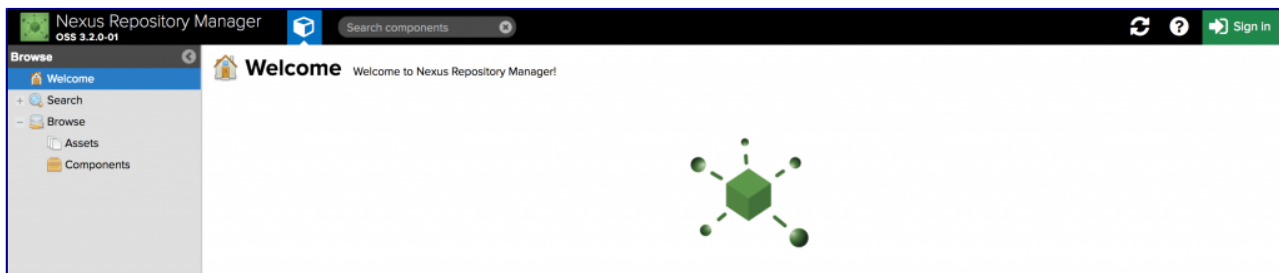 Nexus Repository Manager
OSS 3.2.0-01
Search components
Sign in
Browse
Welcome
Welcome Welcome to Nexus Repository Manager!
Search
Browse
Assets
Components